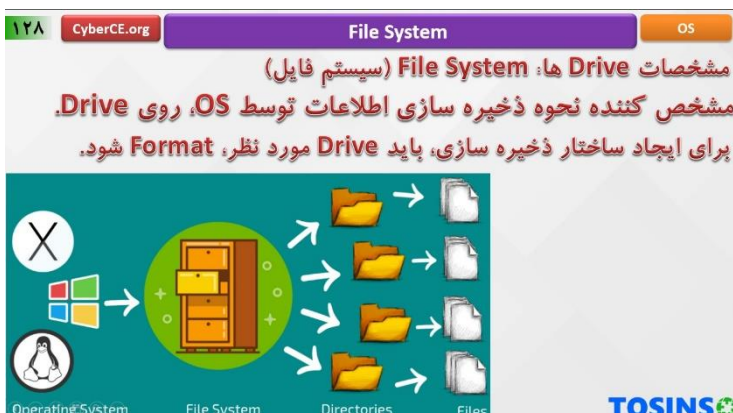 ۱۲۸ CyberCE.org File System OS
مشخصات Drive ها: File System (سیستم فایل)
مشخص کننده نحوه ذخیره سازی اطلاعات توسط OS، روی Drive.
برای ایجاد ساختار ذخیره سازی، باید Drive مورد نظر، Format شود.
Operating System File System Directories Files
TOSINSO